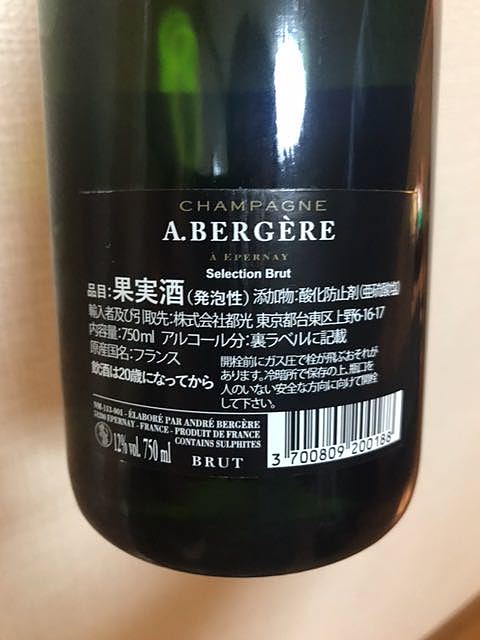 CHAMPAGNE
A.BERGÈRE
À EPERNAY
Selection Brut
品目:果実酒(発泡性) 添加物:酸化防止剤(亜硫酸塩)
輸入者及び引取先:株式会社都光 東京都台東区上野6-16-17
内容量:750ml アルコール分:裏ラベルに記載
原産国名:フランス
飲酒は20歳になってから
開栓前にガス圧で栓が飛ぶおそれが
あります。冷暗所で保存の上、瓶口を
人のいない安全な方向に向けて開栓
して下さい。
NM-313-001 - ÉLABORÉ PAR ANDRÉ BERGÈRE
51200 EPERNAY - FRANCE - PRODUIT DE FRANCE
CONTAINS SULPHITES
12% vol. 750 ml
BRUT
3 700809 200188